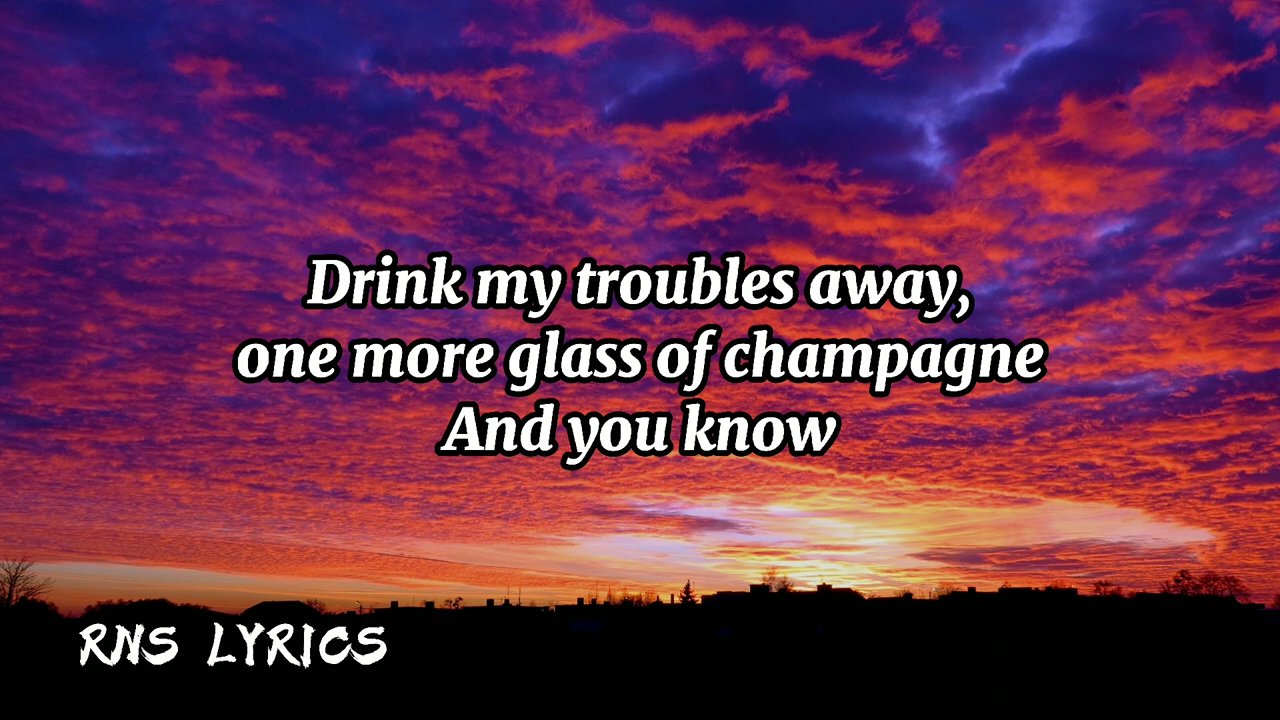 Drink my troubles away,
one more glass of champagne
And you know
RNS LYRICS